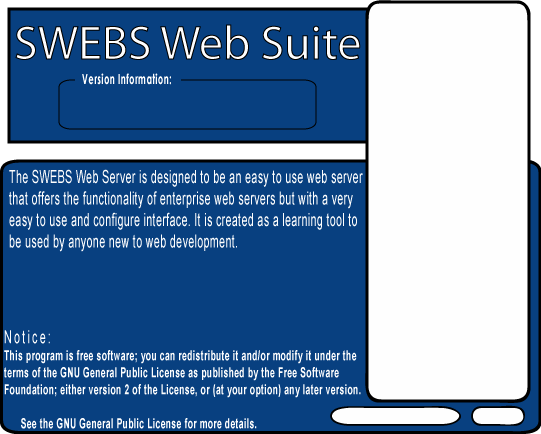 SWEBS Web Suite
Version Information:
The SWEBS Web Server is designed to be an easy to use web server
that offers the functionality of enterprise web servers but with a very
easy to use and configure interface. It is created as a learning tool to
be used by anyone new to web development.
Notice:
This program is free software; you can redistribute it and/or modify it under the
terms of the GNU General Public License as published by the Free Software
Foundation; either version 2 of the License, or (at your option) any later version.
See the GNU General Public License for more details.